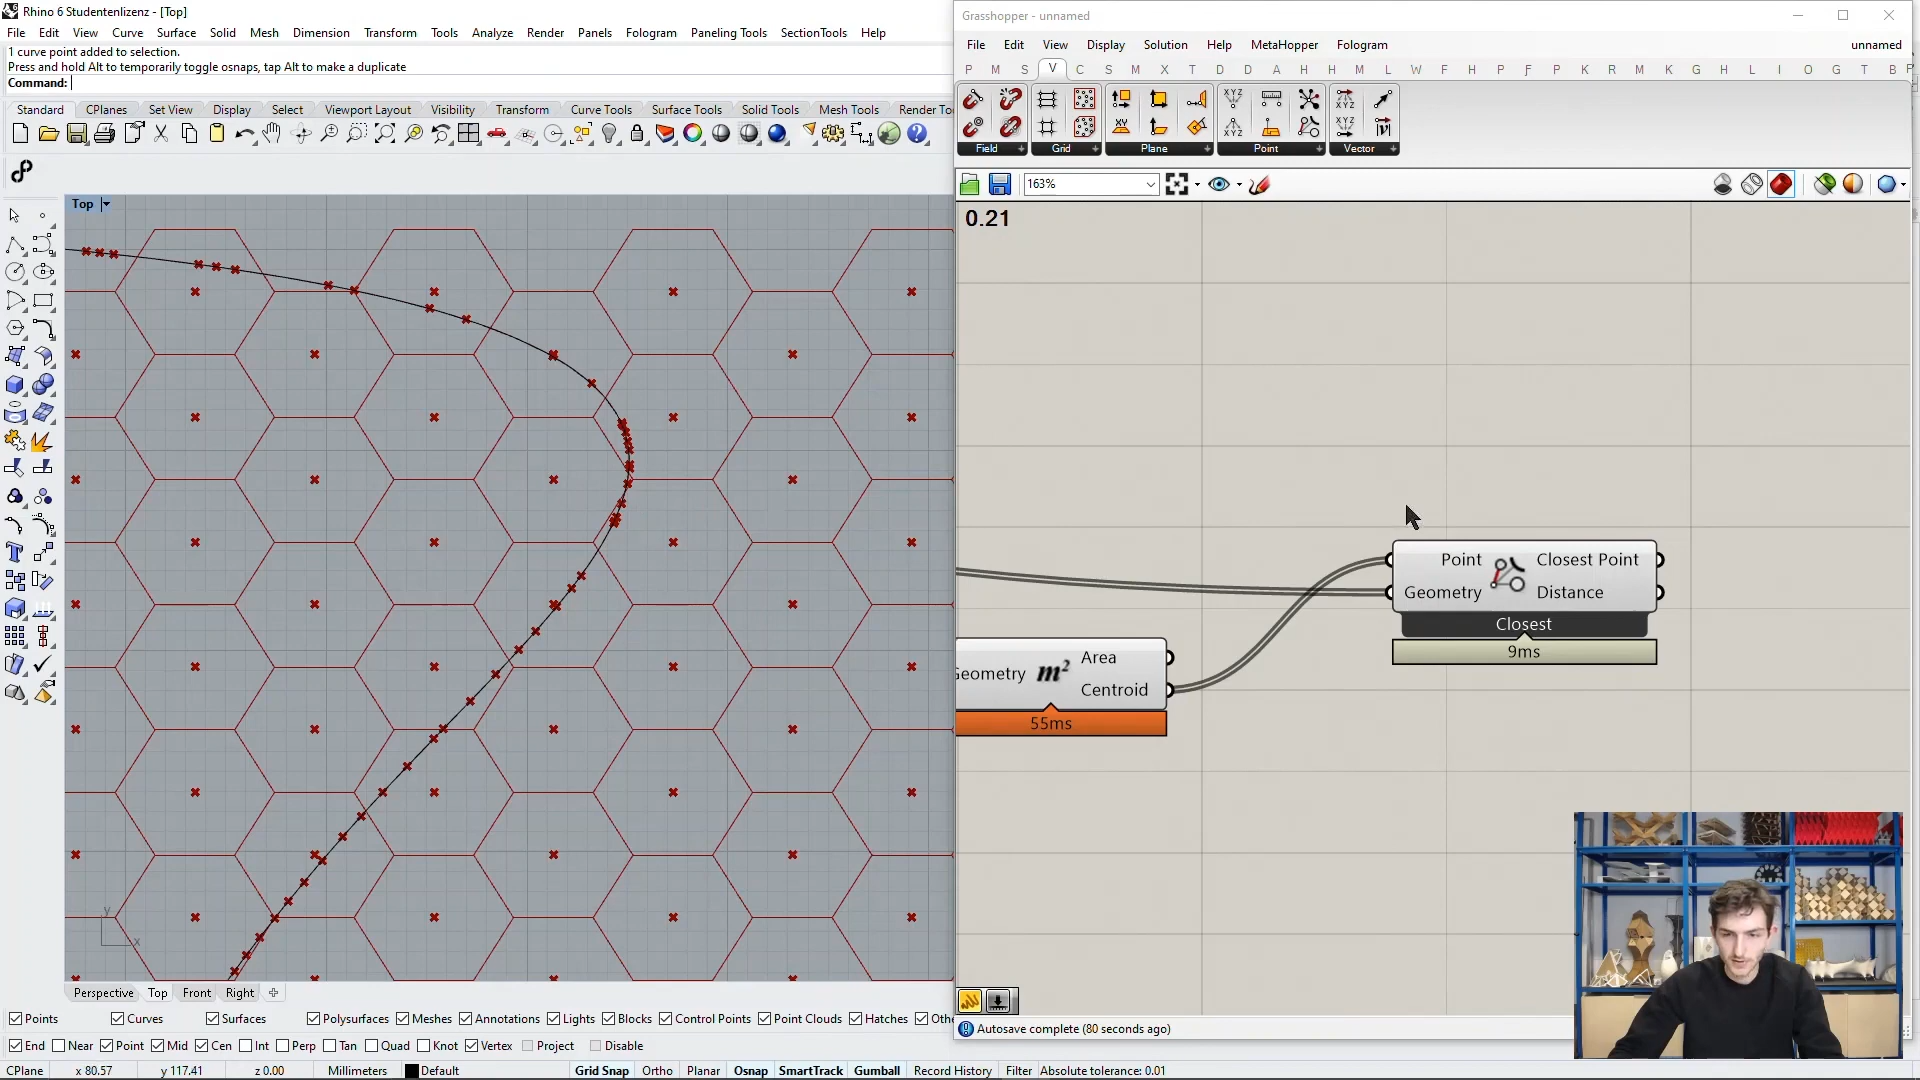 Rhino 6 Studentenlizenz - [Top]
File Edit View Curve Surface Solid Mesh Dimension Transform Tools Analyze Render Panels Fologram Paneling Tools SectionTools Help
1 curve point added to selection.
Press and hold Alt to temporarily toggle osnaps, tap Alt to make a duplicate
Command:
Standard CPlanes Set View Display Select Viewport Layout Visibility Transform Curve Tools Surface Tools Solid Tools Mesh Tools Render To
Top
y
x
Perspective Top Front Right
Points Curves Surfaces Polysurfaces Meshes Annotations Lights Blocks Control Points Point Clouds Hatches Oth
End Near Point Mid Cen Int Perp Tan Quad Knot Vertex Project Disable
CPlane x 80.57 y 117.41 z 0.00 Millimeters Default Grid Snap Ortho Planar Osnap SmartTrack Gumball Record History Filter Absolute tolerance: 0.01
Grasshopper - unnamed
File Edit View Display Solution Help MetaHopper Fologram unnamed
P M S V C S M X T D D A H H M L W F H P F P K R M K G H L I O G T B P
Field Grid Plane Point Vector
163%
0.21
Point Closest Point
Geometry Distance
Closest
9ms
Area
Geometry m²
Centroid
55ms
Autosave complete (80 seconds ago)